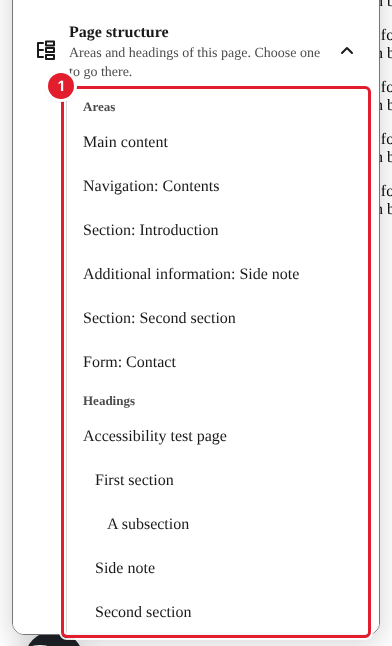 Page structure
Areas and headings of this page. Choose one
to go there.
1
Areas
Main content
Navigation: Contents
Section: Introduction
Additional information: Side note
Section: Second section
Form: Contact
Headings
Accessibility test page
First section
A subsection
Side note
Second section